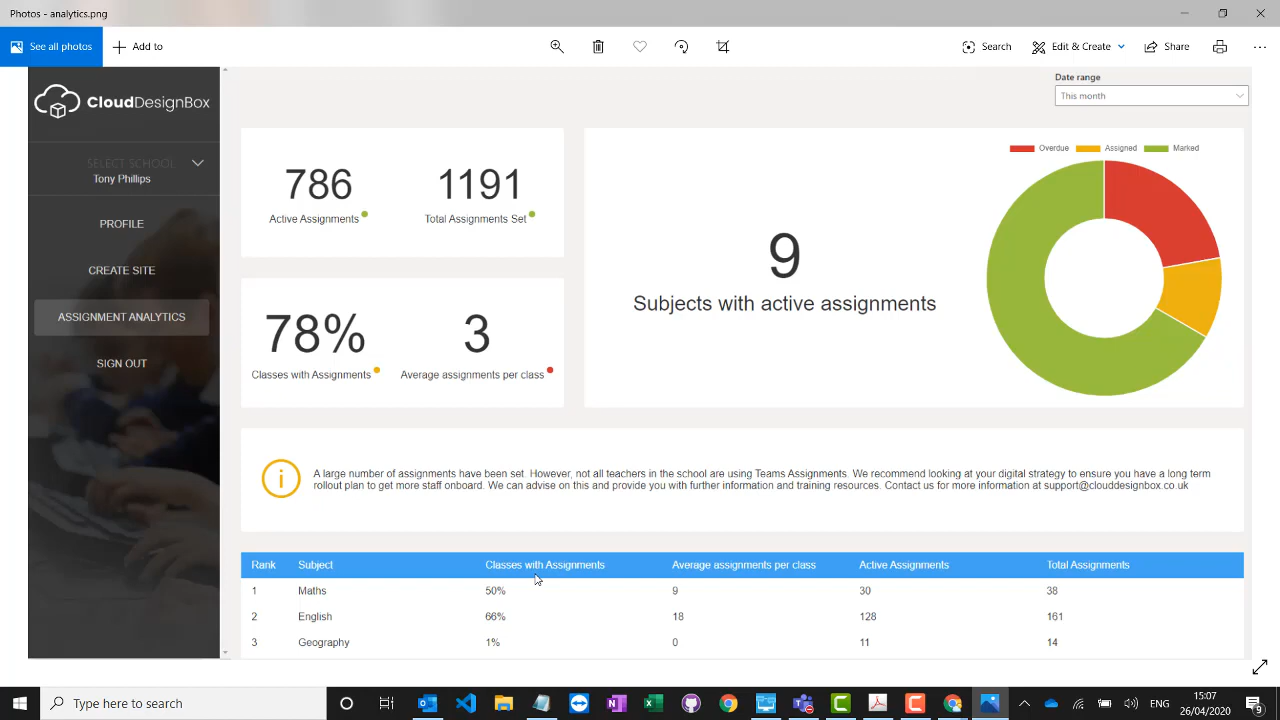 Photos - analytics.png
See all photos
Add to
Search
Edit & Create
Share
CloudDesignBox
SELECT SCHOOL
Tony Phillips
PROFILE
CREATE SITE
ASSIGNMENT ANALYTICS
SIGN OUT
Date range
This month
786
Active Assignments
1191
Total Assignments Set
78%
Classes with Assignments
3
Average assignments per class
9
Subjects with active assignments
Overdue Assigned Marked
A large number of assignments have been set. However, not all teachers in the school are using Teams Assignments. We recommend looking at your digital strategy to ensure you have a long term
rollout plan to get more staff onboard. We can advise on this and provide you with further information and training resources. Contact us for more information at support@clouddesignbox.co.uk
Rank Subject Classes with Assignments Average assignments per class Active Assignments Total Assignments
1 Maths 50% 9 30 38
2 English 66% 18 128 161
3 Geography 1% 0 11 14
Type here to search
15:07
26/04/2020